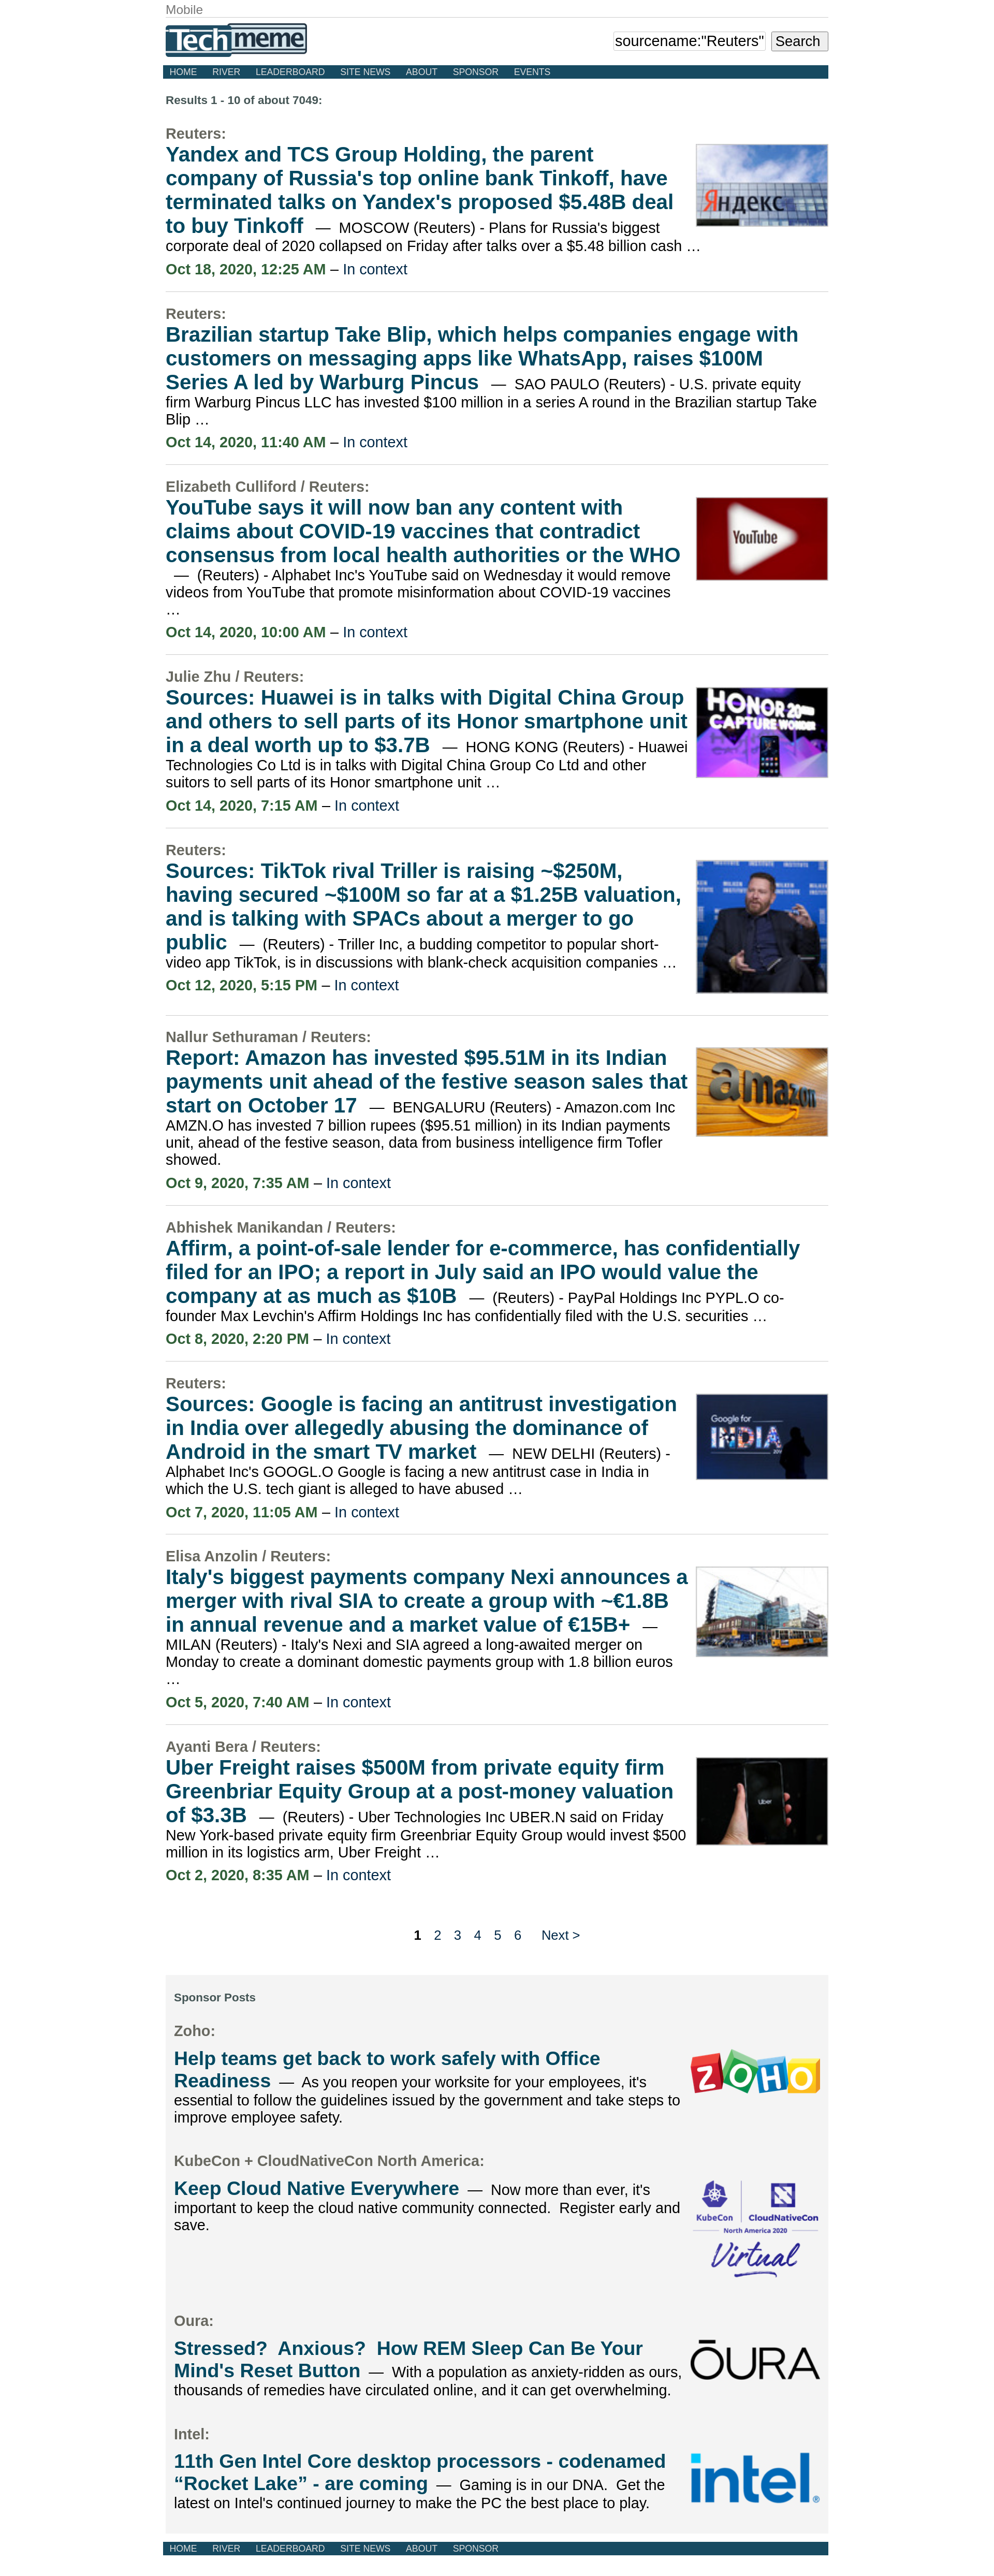 Mobile
Techmeme
sourcename:"Reuters"
Search
HOME RIVER LEADERBOARD SITE NEWS ABOUT SPONSOR EVENTS
Results 1 - 10 of about 7049:
Reuters:
Yandex and TCS Group Holding, the parent
company of Russia's top online bank Tinkoff, have
terminated talks on Yandex's proposed $5.48B deal
to buy Tinkoff — MOSCOW (Reuters) - Plans for Russia's biggest
corporate deal of 2020 collapsed on Friday after talks over a $5.48 billion cash …
Яндекс
Oct 18, 2020, 12:25 AM – In context
Reuters:
Brazilian startup Take Blip, which helps companies engage with
customers on messaging apps like WhatsApp, raises $100M
Series A led by Warburg Pincus — SAO PAULO (Reuters) - U.S. private equity
firm Warburg Pincus LLC has invested $100 million in a series A round in the Brazilian startup Take
Blip …
Oct 14, 2020, 11:40 AM – In context
Elizabeth Culliford / Reuters:
YouTube says it will now ban any content with
claims about COVID-19 vaccines that contradict
consensus from local health authorities or the WHO
— (Reuters) - Alphabet Inc's YouTube said on Wednesday it would remove
videos from YouTube that promote misinformation about COVID-19 vaccines
…
YouTube
Oct 14, 2020, 10:00 AM – In context
Julie Zhu / Reuters:
Sources: Huawei is in talks with Digital China Group
and others to sell parts of its Honor smartphone unit
in a deal worth up to $3.7B — HONG KONG (Reuters) - Huawei
Technologies Co Ltd is in talks with Digital China Group Co Ltd and other
suitors to sell parts of its Honor smartphone unit …
HONOR 20
CAPTURE WONDER
Oct 14, 2020, 7:15 AM – In context
Reuters:
Sources: TikTok rival Triller is raising ~$250M,
having secured ~$100M so far at a $1.25B valuation,
and is talking with SPACs about a merger to go
public — (Reuters) - Triller Inc, a budding competitor to popular short-
video app TikTok, is in discussions with blank-check acquisition companies …
Oct 12, 2020, 5:15 PM – In context
Nallur Sethuraman / Reuters:
Report: Amazon has invested $95.51M in its Indian
payments unit ahead of the festive season sales that
start on October 17 — BENGALURU (Reuters) - Amazon.com Inc
AMZN.O has invested 7 billion rupees ($95.51 million) in its Indian payments
unit, ahead of the festive season, data from business intelligence firm Tofler
showed.
amazon
Oct 9, 2020, 7:35 AM – In context
Abhishek Manikandan / Reuters:
Affirm, a point-of-sale lender for e-commerce, has confidentially
filed for an IPO; a report in July said an IPO would value the
company at as much as $10B — (Reuters) - PayPal Holdings Inc PYPL.O co-
founder Max Levchin's Affirm Holdings Inc has confidentially filed with the U.S. securities …
Oct 8, 2020, 2:20 PM – In context
Reuters:
Sources: Google is facing an antitrust investigation
in India over allegedly abusing the dominance of
Android in the smart TV market — NEW DELHI (Reuters) -
Alphabet Inc's GOOGL.O Google is facing a new antitrust case in India in
which the U.S. tech giant is alleged to have abused …
Google for
INDIA
Oct 7, 2020, 11:05 AM – In context
Elisa Anzolin / Reuters:
Italy's biggest payments company Nexi announces a
merger with rival SIA to create a group with ~€1.8B
in annual revenue and a market value of €15B+ —
MILAN (Reuters) - Italy's Nexi and SIA agreed a long-awaited merger on
Monday to create a dominant domestic payments group with 1.8 billion euros
…
Oct 5, 2020, 7:40 AM – In context
Ayanti Bera / Reuters:
Uber Freight raises $500M from private equity firm
Greenbriar Equity Group at a post-money valuation
of $3.3B — (Reuters) - Uber Technologies Inc UBER.N said on Friday
New York-based private equity firm Greenbriar Equity Group would invest $500
million in its logistics arm, Uber Freight …
Uber
Oct 2, 2020, 8:35 AM – In context
1 2 3 4 5 6 Next >
Sponsor Posts
Zoho:
Help teams get back to work safely with Office
Readiness — As you reopen your worksite for your employees, it's
essential to follow the guidelines issued by the government and take steps to
improve employee safety.
ZOHO
KubeCon + CloudNativeCon North America:
Keep Cloud Native Everywhere — Now more than ever, it's
important to keep the cloud native community connected. Register early and
save.
KubeCon CloudNativeCon
North America 2020
Virtual
Oura:
Stressed? Anxious? How REM Sleep Can Be Your
Mind's Reset Button — With a population as anxiety-ridden as ours,
thousands of remedies have circulated online, and it can get overwhelming.
ŌURA
Intel:
11th Gen Intel Core desktop processors - codenamed
“Rocket Lake” - are coming — Gaming is in our DNA. Get the
latest on Intel's continued journey to make the PC the best place to play.
intel®
HOME RIVER LEADERBOARD SITE NEWS ABOUT SPONSOR